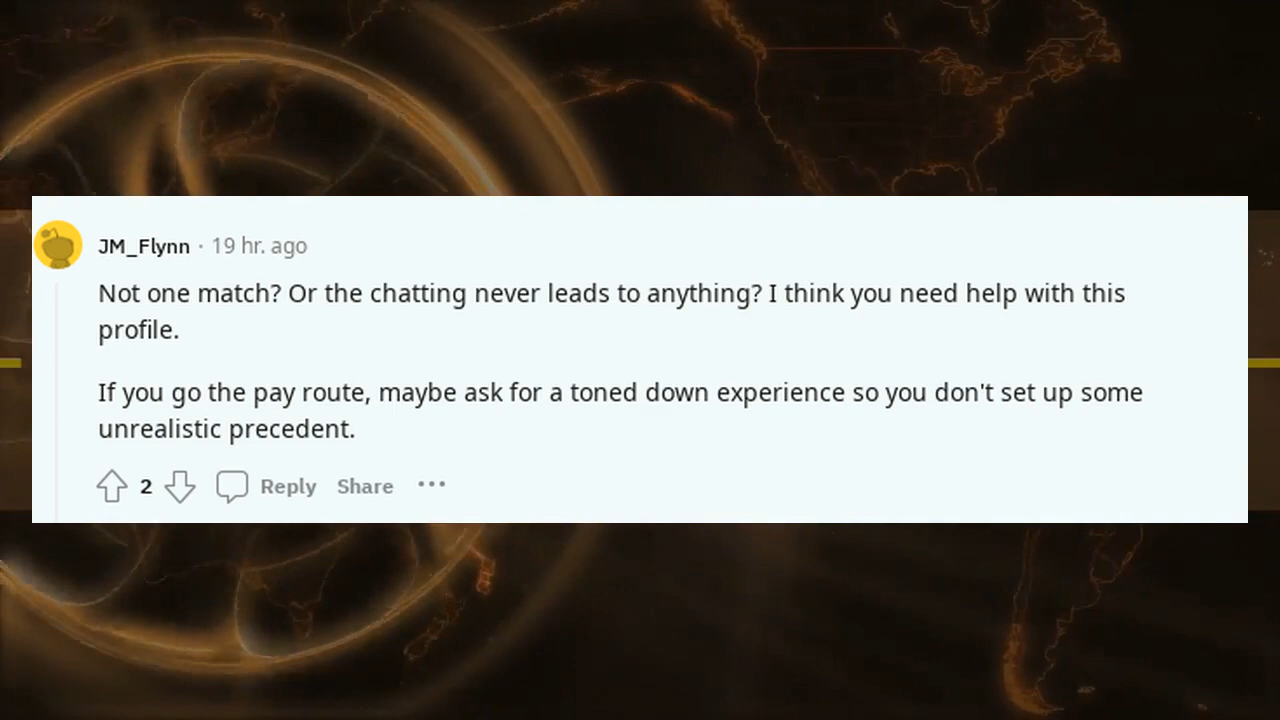 JM_Flynn · 19 hr. ago
Not one match? Or the chatting never leads to anything? I think you need help with this
profile.
If you go the pay route, maybe ask for a toned down experience so you don't set up some
unrealistic precedent.
2 Reply Share ···